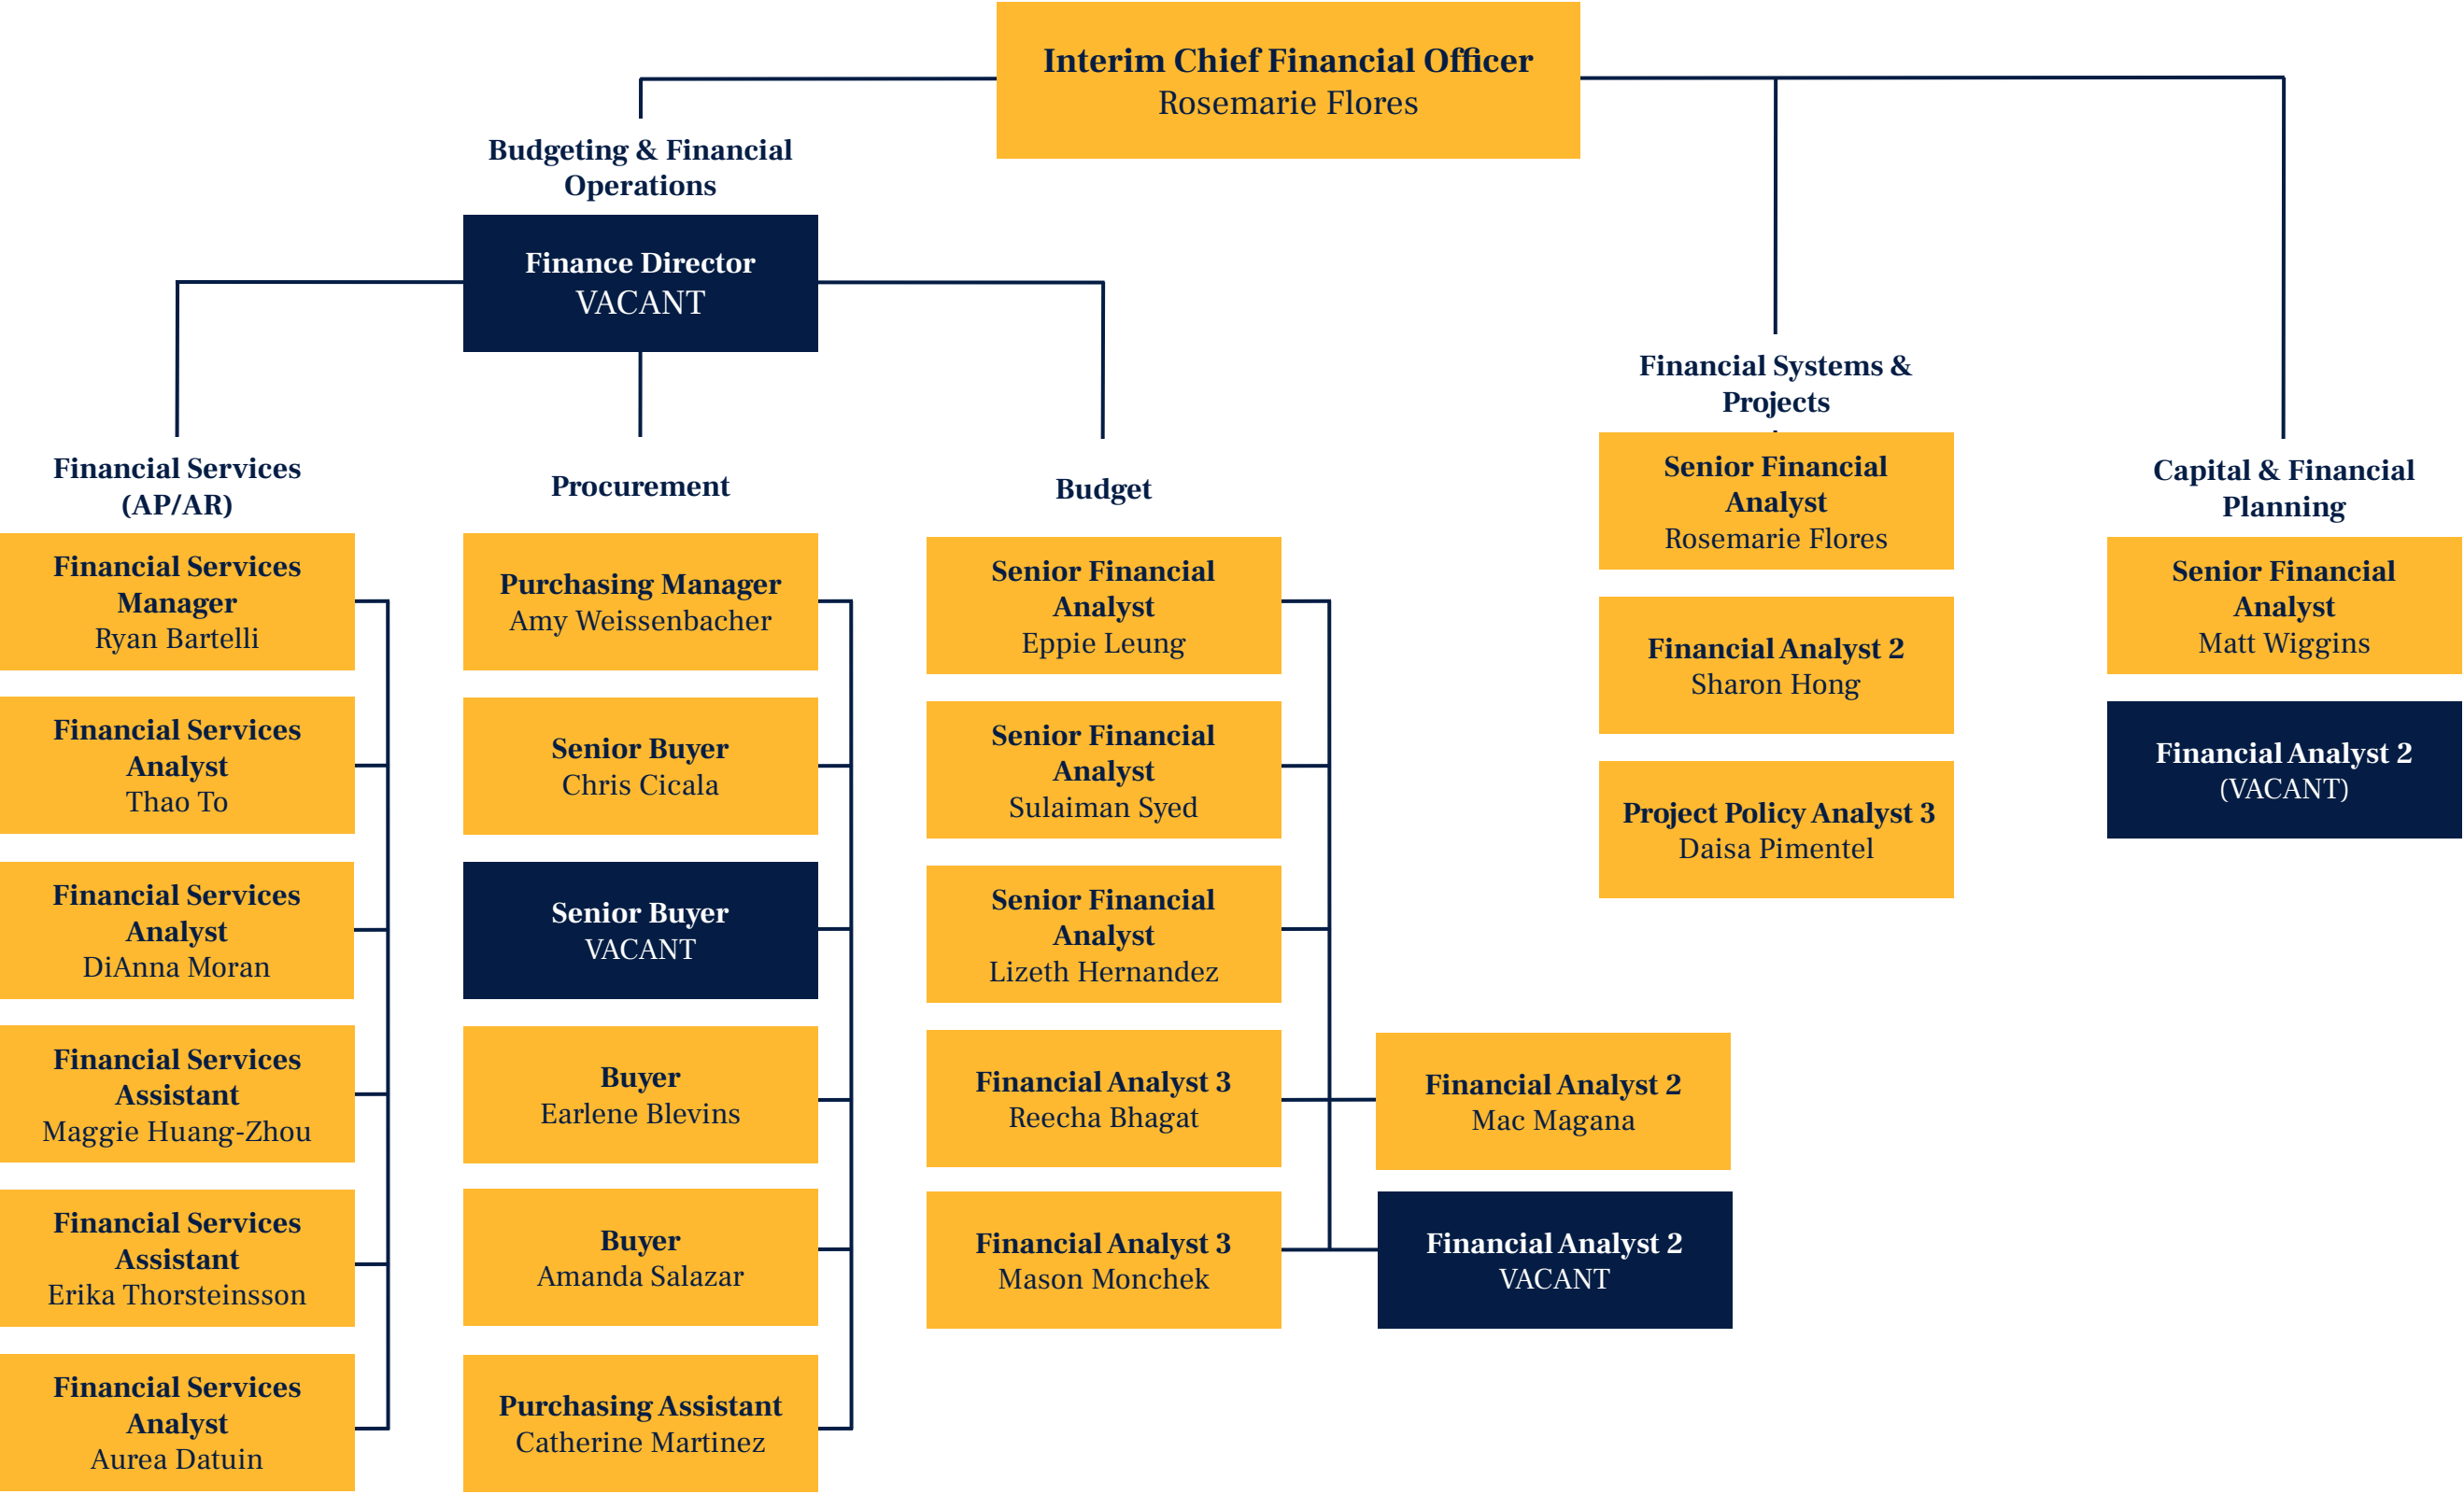 Interim Chief Financial Officer
Rosemarie Flores
Budgeting & Financial
Operations
Finance Director
VACANT
Financial Services
(AP/AR)
Financial Services
Manager
Ryan Bartelli
Financial Services
Analyst
Thao To
Financial Services
Analyst
DiAnna Moran
Financial Services
Assistant
Maggie Huang-Zhou
Financial Services
Assistant
Erika Thorsteinsson
Financial Services
Analyst
Aurea Datuin
Procurement
Purchasing Manager
Amy Weissenbacher
Senior Buyer
Chris Cicala
Senior Buyer
VACANT
Buyer
Earlene Blevins
Buyer
Amanda Salazar
Purchasing Assistant
Catherine Martinez
Budget
Senior Financial
Analyst
Eppie Leung
Senior Financial
Analyst
Sulaiman Syed
Senior Financial
Analyst
Lizeth Hernandez
Financial Analyst 3
Reecha Bhagat
Financial Analyst 3
Mason Monchek
Financial Analyst 2
Mac Magana
Financial Analyst 2
VACANT
Financial Systems &
Projects
Senior Financial
Analyst
Rosemarie Flores
Financial Analyst 2
Sharon Hong
Project Policy Analyst 3
Daisa Pimentel
Capital & Financial
Planning
Senior Financial
Analyst
Matt Wiggins
Financial Analyst 2
(VACANT)